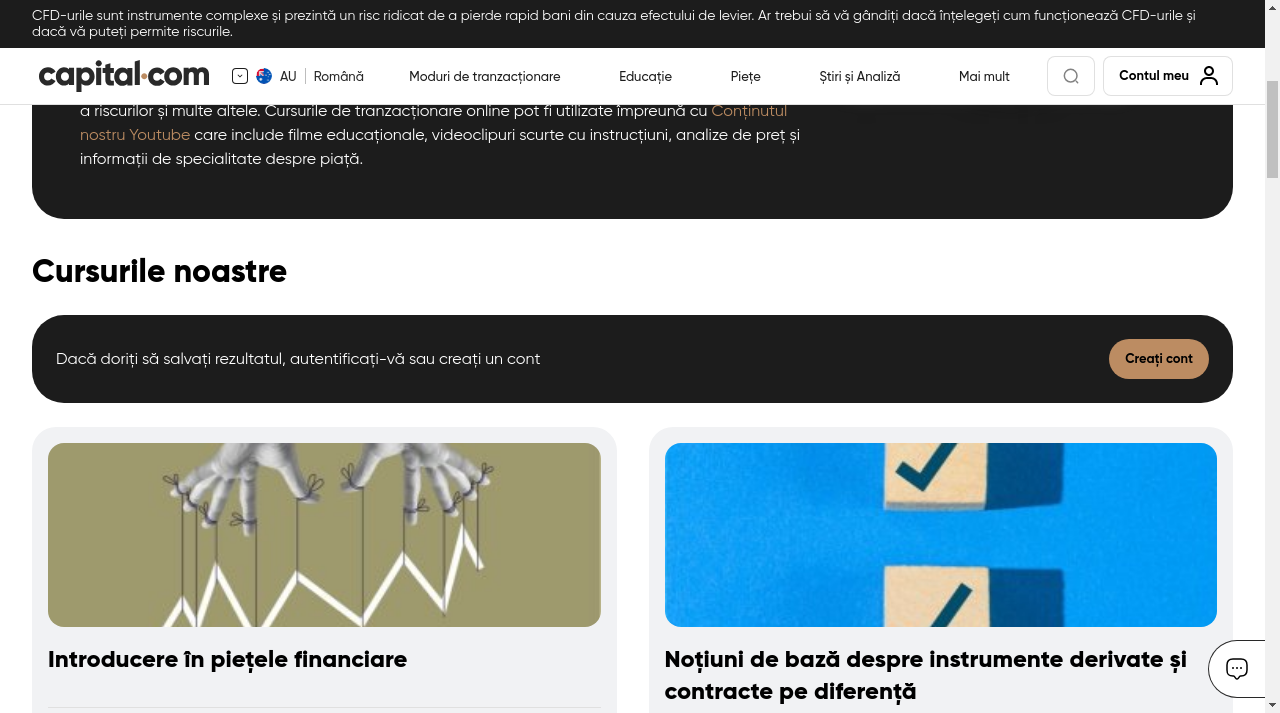 CFD-urile sunt instrumente complexe și prezintă un risc ridicat de a pierde rapid bani din cauza efectului de levier. Ar trebui să vă gândiți dacă înțelegeți cum funcționează CFD-urile și
dacă vă puteți permite riscurile.
capital.com
AU
Română
Moduri de tranzacționare
Educație
Piețe
Știri și Analiză
Mai mult
Contul meu
a riscurilor și multe altele. Cursurile de tranzacționare online pot fi utilizate împreună cu Conținutul
nostru Youtube care include filme educaționale, videoclipuri scurte cu instrucțiuni, analize de preț și
informații de specialitate despre piață.
Cursurile noastre
Dacă doriți să salvați rezultatul, autentificați-vă sau creați un cont
Creați cont
Introducere în piețele financiare
Noțiuni de bază despre instrumente derivate și
contracte pe diferență